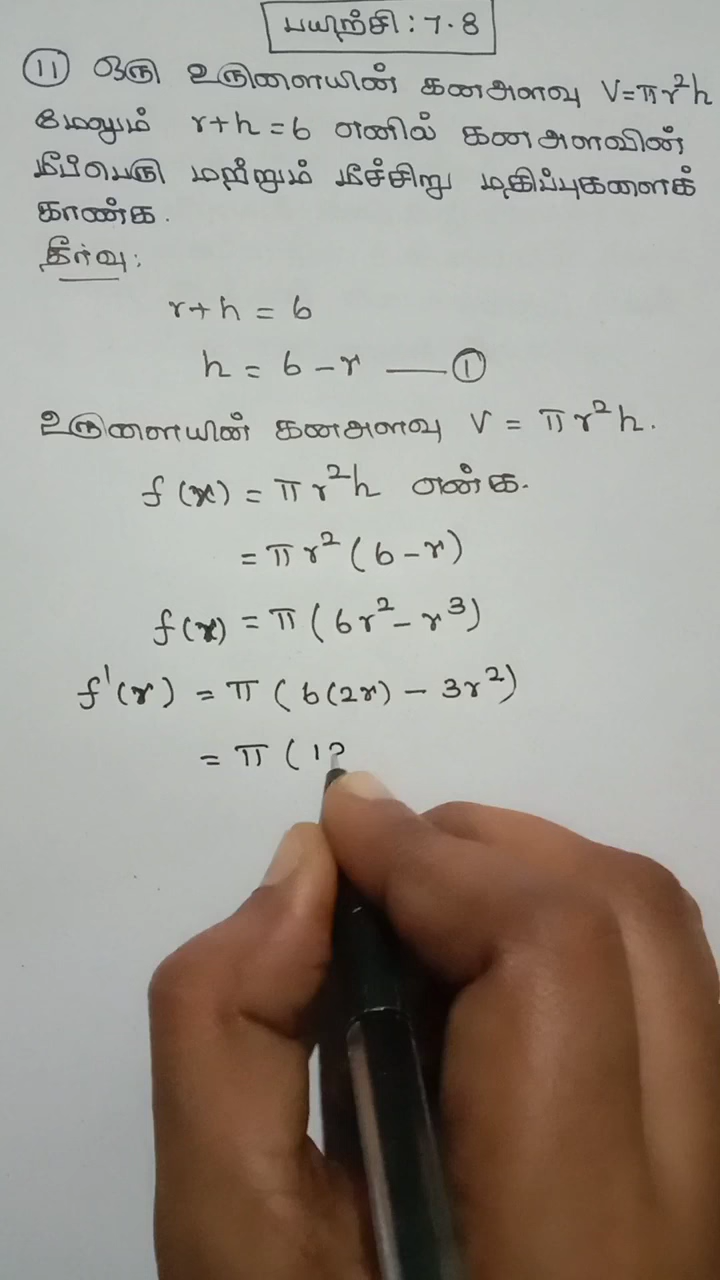 பயிற்சி : 7.8
⑪ ஒரு உருளையின் கனஅளவு V=πr²h
மேலும் r+h=6 எனில் கனஅளவின்
மீப்பெரு மற்றும் மீச்சிறு மதிப்புகளைக்
காண்க.
தீர்வு:
r+h = 6
h = 6-r —①
உருளையின் கனஅளவு V = πr²h.
f(r) = πr²h என்க.
= πr²(6-r)
f(r) = π(6r²-r³)
f'(r) = π(6(2r) - 3r²)
= π(12